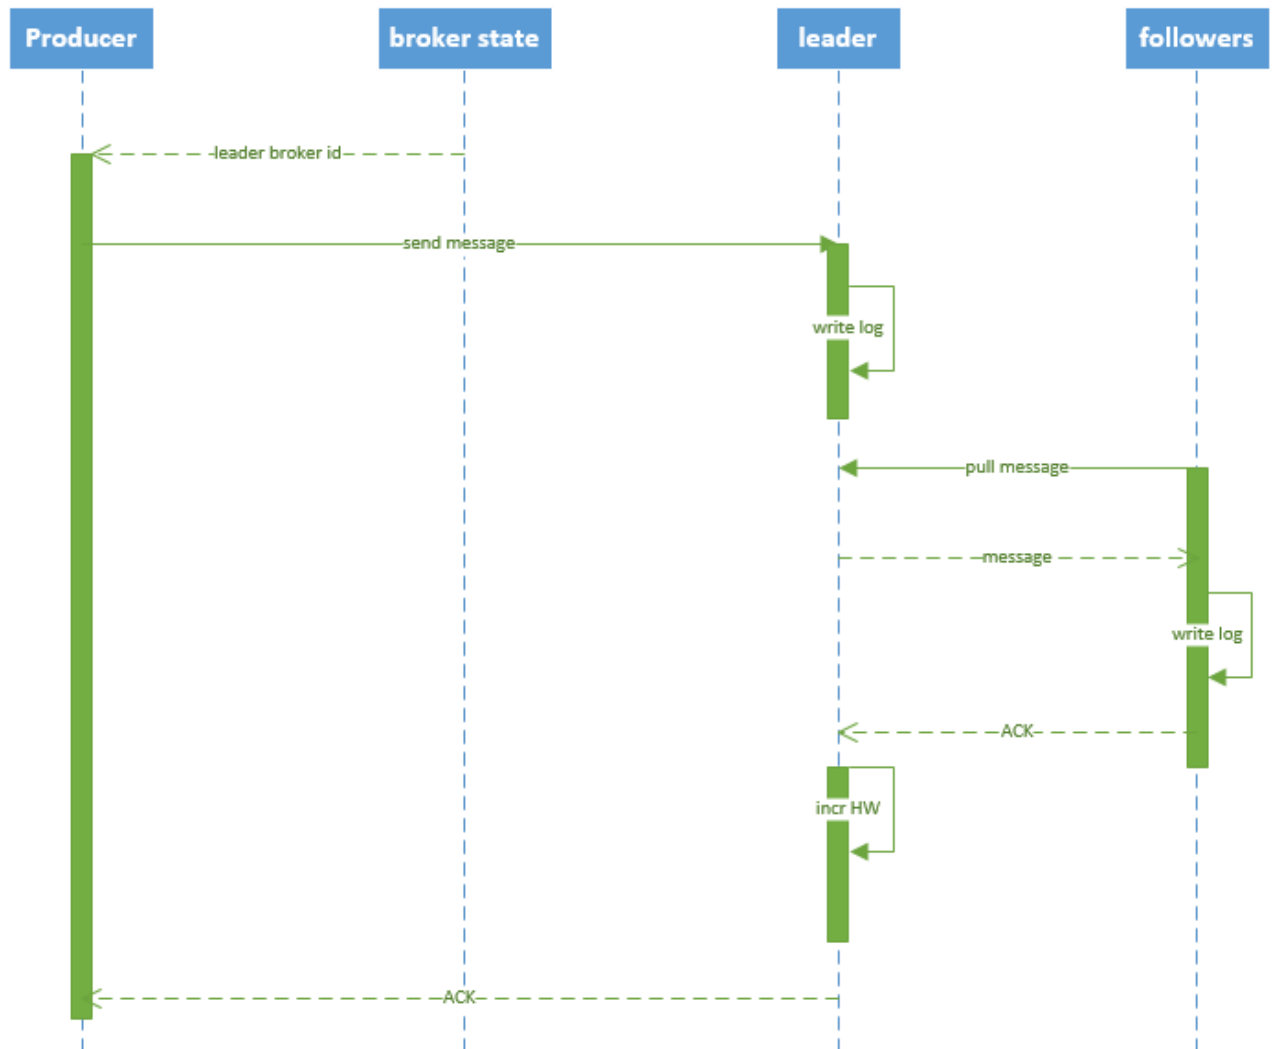 Producer
broker state
leader
followers
leader broker id
send message
write log
pull message
message
write log
ACK
incr HW
ACK